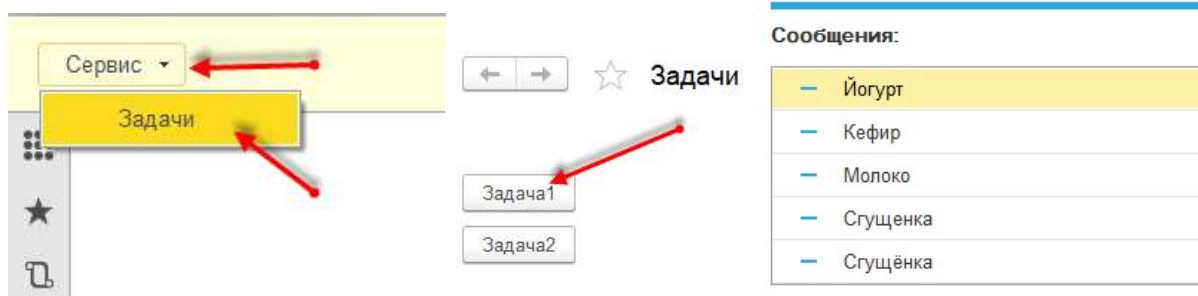 Сервис
Задачи
Задачи
Задача1
Задача2
Сообщения:
Йогурт
Кефир
Молоко
Сгущенка
Сгущёнка